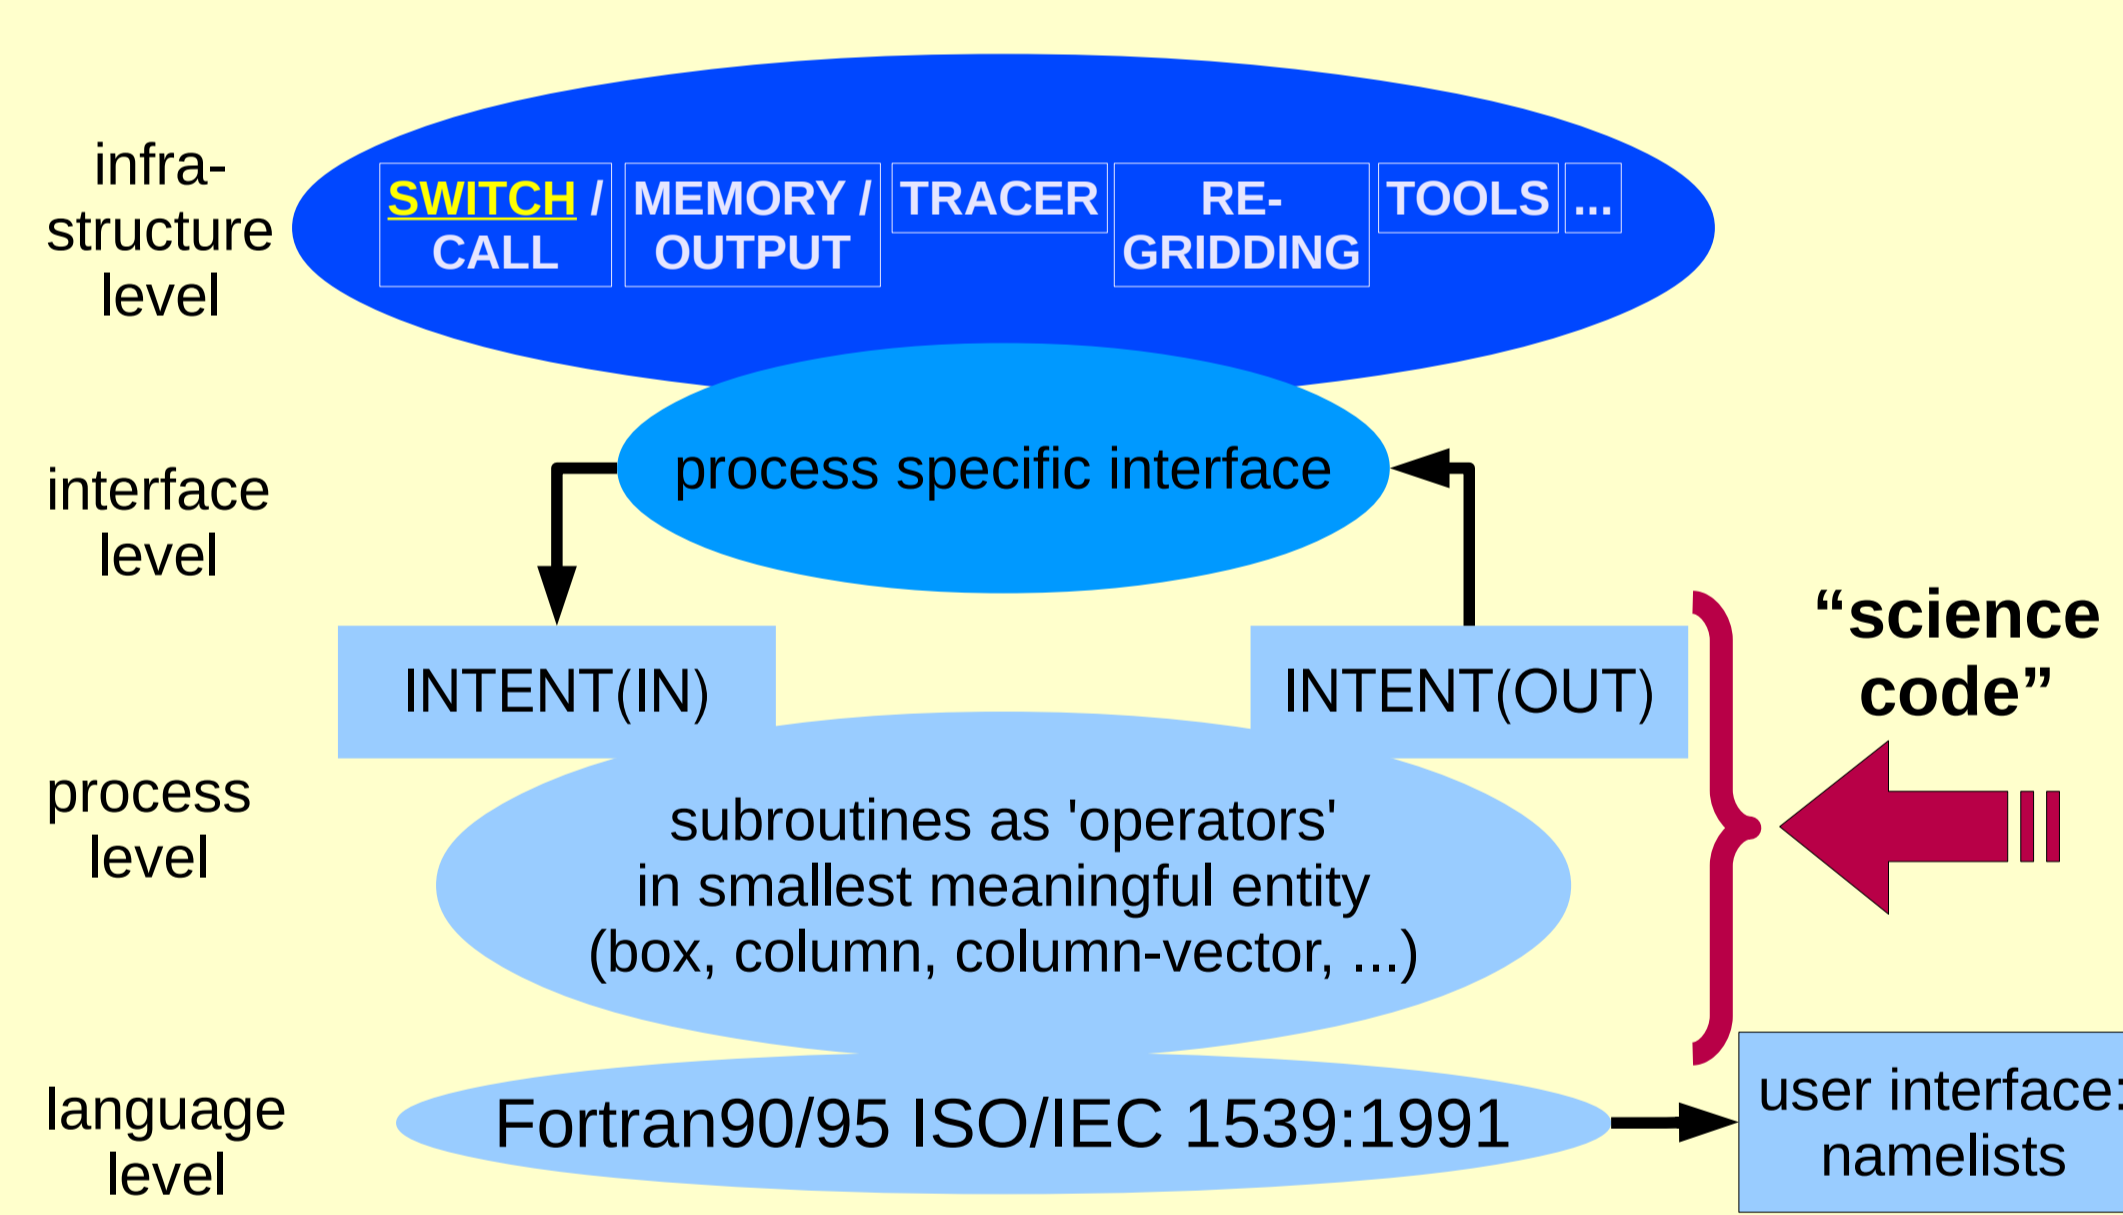 infra-
structure
level
SWITCH /
CALL
MEMORY /
OUTPUT
TRACER
RE-
GRIDDING
TOOLS
...
interface
level
process specific interface
“science
code”
INTENT(IN)
INTENT(OUT)
process
level
subroutines as 'operators'
in smallest meaningful entity
(box, column, column-vector, ...)
language
level
Fortran90/95 ISO/IEC 1539:1991
user interface:
namelists